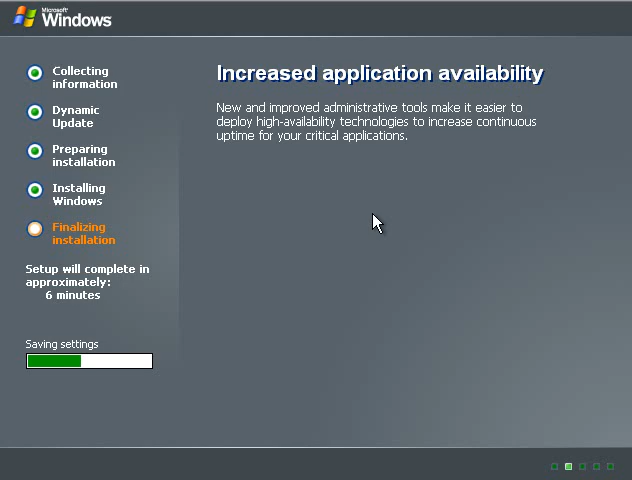 Microsoft
Windows
Collecting
information
Dynamic
Update
Preparing
installation
Installing
Windows
Finalizing
installation
Setup will complete in
approximately:
6 minutes
Saving settings
Increased application availability
New and improved administrative tools make it easier to
deploy high-availability technologies to increase continuous
uptime for your critical applications.